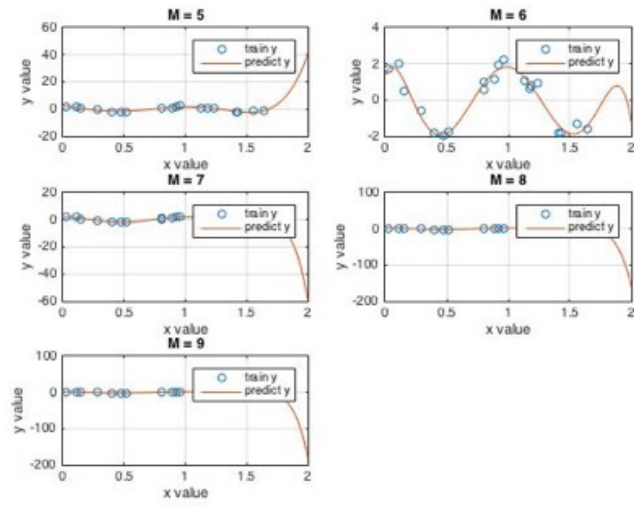 M = 5
60
40
20
0
-20
y value
0 0.5 1 1.5 2
x value
train y
predict y
M = 6
4
2
0
-2
y value
0 0.5 1 1.5 2
x value
train y
predict y
M = 7
20
0
-20
-40
-60
y value
0 0.5 1 1.5 2
x value
train y
predict y
M = 8
100
0
-100
-200
y value
0 0.5 1 1.5 2
x value
train y
predict y
M = 9
100
0
-100
-200
y value
0 0.5 1 1.5 2
x value
train y
predict y